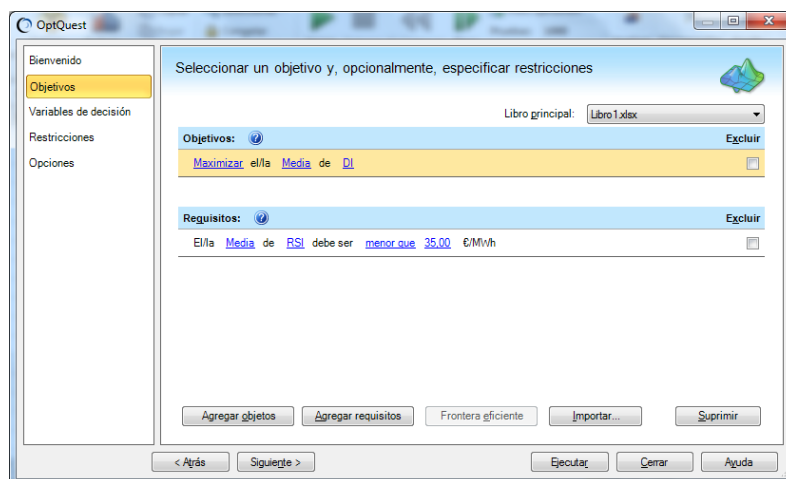 OptQuest
Bienvenido
Objetivos
Variables de decisión
Restricciones
Opciones
Seleccionar un objetivo y, opcionalmente, especificar restricciones
Libro principal: Libro1.xlsx
Objetivos: Excluir
Maximizar el/la Media de DI
Requisitos: Excluir
El/la Media de RSI debe ser menor que 35,00 €/MWh
Agregar objetos Agregar requisitos Frontera eficiente Importar... Suprimir
< Atrás Siguiente > Ejecutar Cerrar Ayuda